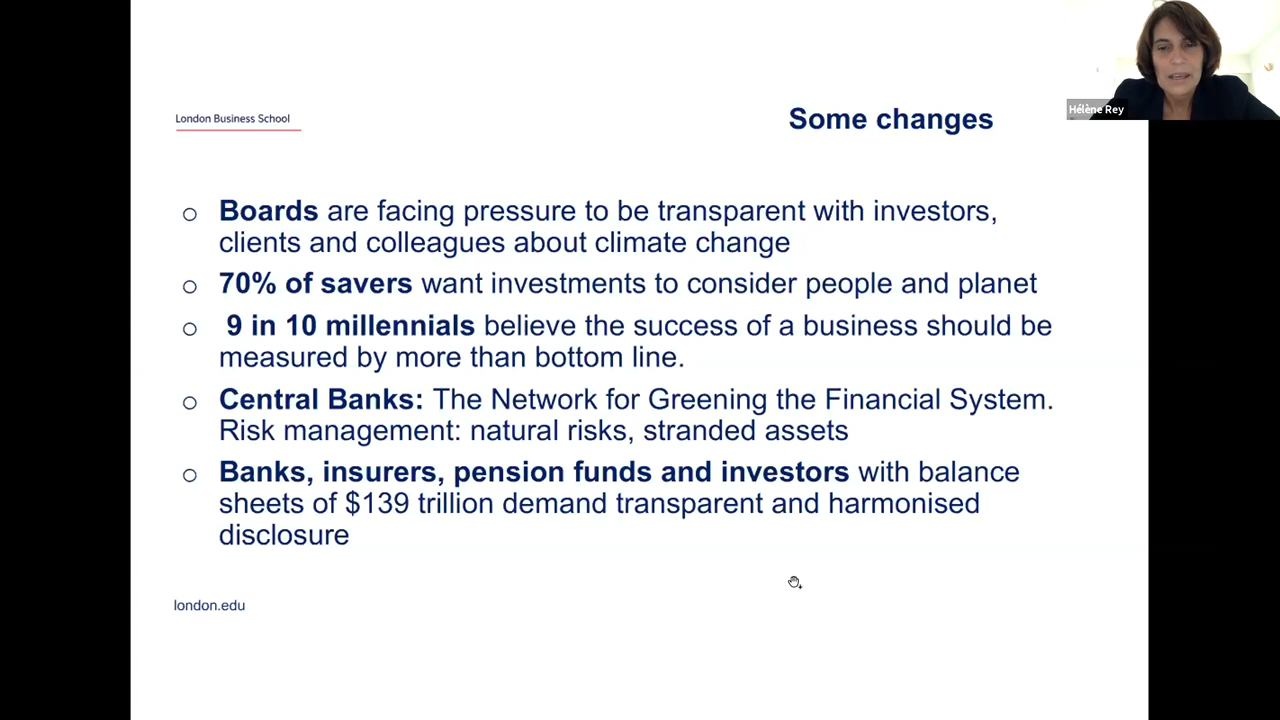 Hélène Rey
London Business School
Some changes
o Boards are facing pressure to be transparent with investors,
clients and colleagues about climate change
o 70% of savers want investments to consider people and planet
o 9 in 10 millennials believe the success of a business should be
measured by more than bottom line.
o Central Banks: The Network for Greening the Financial System.
Risk management: natural risks, stranded assets
o Banks, insurers, pension funds and investors with balance
sheets of $139 trillion demand transparent and harmonised
disclosure
london.edu